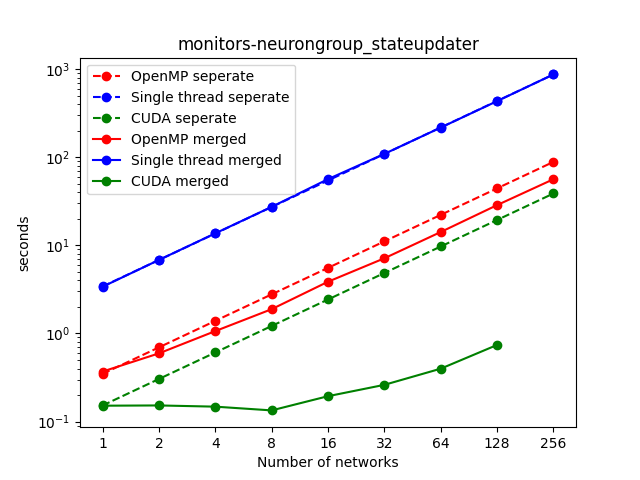 monitors-neurongroup_stateupdater
OpenMP seperate
Single thread seperate
CUDA seperate
OpenMP merged
Single thread merged
CUDA merged
seconds
10³
10²
10¹
10⁰
10⁻¹
1 2 4 8 16 32 64 128 256
Number of networks